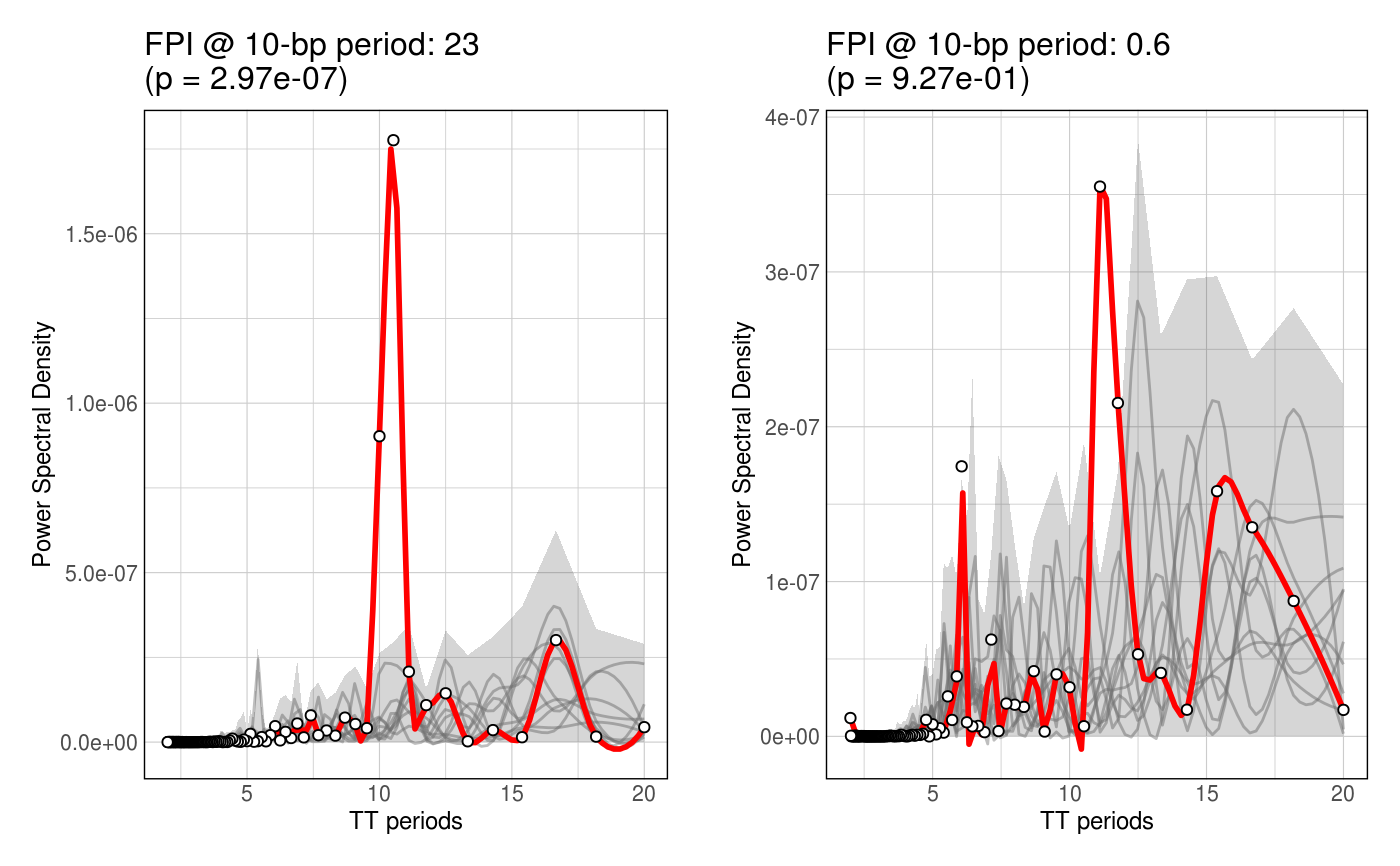 FPI @ 10-bp period: 23
(p = 2.97e-07)
Power Spectral Density
1.5e-06
1.0e-06
5.0e-07
0.0e+00
5
10
15
20
TT periods
FPI @ 10-bp period: 0.6
(p = 9.27e-01)
Power Spectral Density
4e-07
3e-07
2e-07
1e-07
0e+00
5
10
15
20
TT periods